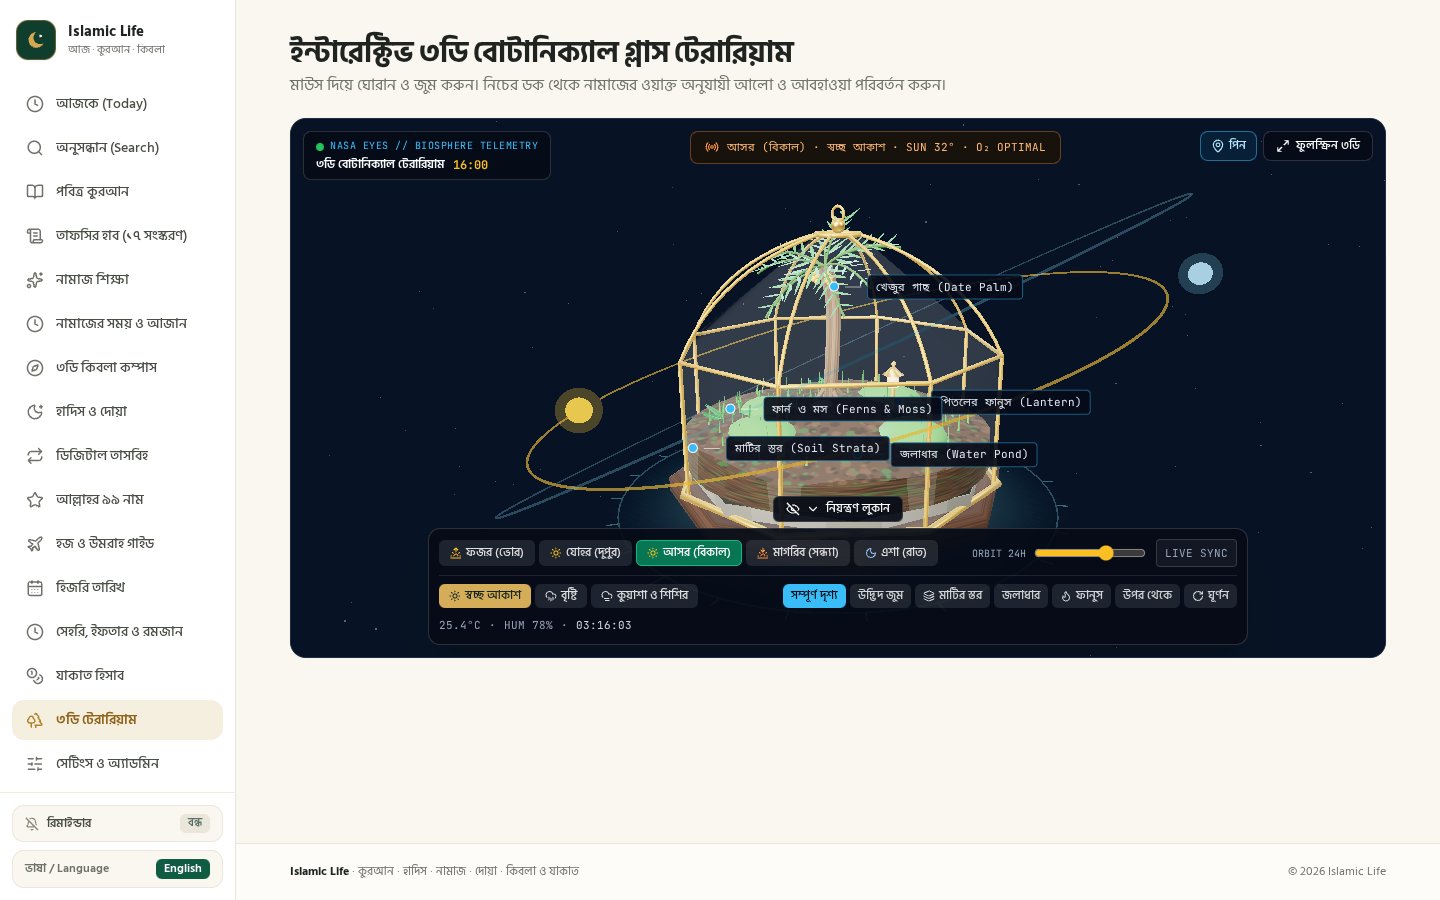 Islamic Life
আজ · কুরআন · কিবলা
আজকে (Today)
অনুসন্ধান (Search)
পবিত্র কুরআন
তাফসির হাব (১৭ সংস্করণ)
নামাজ শিক্ষা
নামাজের সময় ও আজান
৩ডি কিবলা কম্পাস
হাদিস ও দোয়া
ডিজিটাল তাসবিহ
আল্লাহর ৯৯ নাম
হজ ও উমরাহ গাইড
হিজরি তারিখ
সেহরি, ইফতার ও রমজান
যাকাত হিসাব
৩ডি টেরারিয়াম
সেটিংস ও অ্যাডমিন
রিমাইন্ডার বন্ধ
ভাষা / Language English
ইন্টারেক্টিভ ৩ডি বোটানিক্যাল গ্লাস টেরারিয়াম
মাউস দিয়ে ঘোরান ও জুম করুন। নিচের ডক থেকে নামাজের ওয়াক্ত অনুযায়ী আলো ও আবহাওয়া পরিবর্তন করুন।
NASA EYES // BIOSPHERE TELEMETRY
৩ডি বোটানিক্যাল টেরারিয়াম 16:00
আসর (বিকাল) · স্বচ্ছ আকাশ · SUN 32° · O₂ OPTIMAL
পিন
ফুলস্ক্রিন ৩ডি
খেজুর গাছ (Date Palm)
পিতলের ফানুস (Lantern)
ফার্ন ও মস (Ferns & Moss)
মাটির স্তর (Soil Strata)
জলাধার (Water Pond)
নিয়ন্ত্রণ লুকান
ফজর (ভোর) যোহর (দুপুর) আসর (বিকাল) মাগরিব (সন্ধ্যা) এশা (রাত) ORBIT 24H LIVE SYNC
স্বচ্ছ আকাশ বৃষ্টি কুয়াশা ও শিশির সম্পূর্ণ দৃশ্য উদ্ভিদ জুম মাটির স্তর জলাধার ফানুস উপর থেকে ঘূর্ণন
25.4°C · HUM 78% · 03:16:03
Islamic Life · কুরআন · হাদিস · নামাজ · দোয়া · কিবলা ও যাকাত
© 2026 Islamic Life